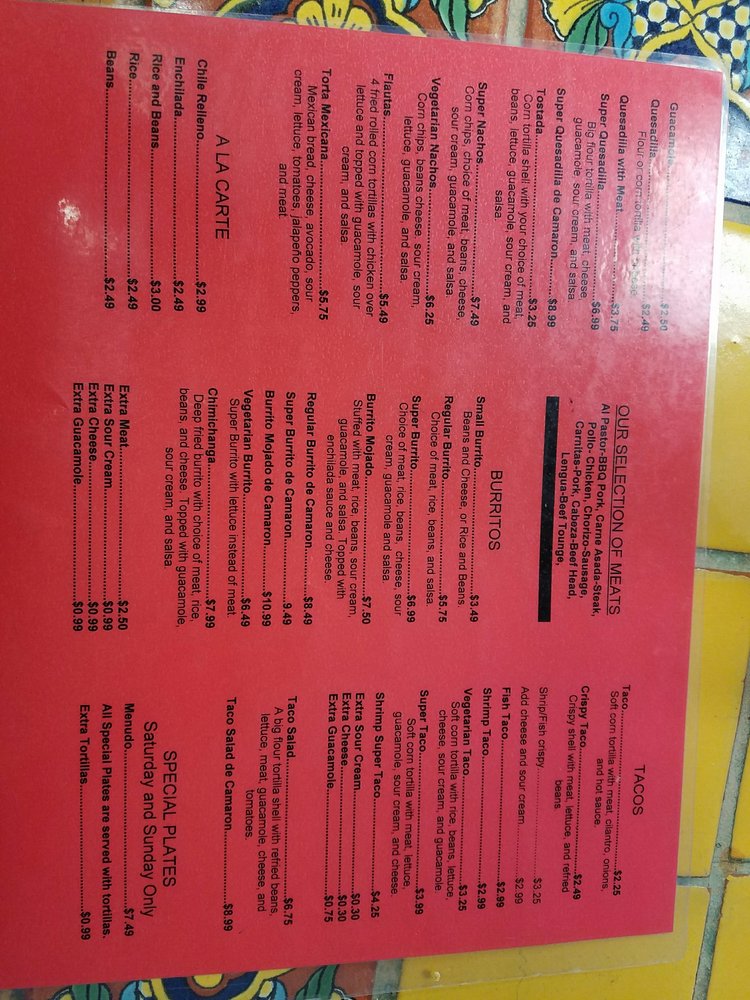 Guacamole....................$2.50
Quesadilla....................$2.49
Flour or corn tortilla with cheese
Quesadilla with Meat....................$3.75
Super Quesadilla....................$6.99
Big flour tortilla with meat, cheese
guacamole, sour cream, and salsa
Super Quesadilla de Camaron..........$8.99
Tostada....................$3.25
Corn tortilla shell with your choice of meat,
beans, lettuce, guacamole, sour cream, and
salsa.
Super Nachos....................$7.49
Corn chips, choice of meat, beans, cheese,
sour cream, guacamole, and salsa.
Vegetarian Nachos....................$6.25
Corn chips, beans cheese, sour cream,
lettuce, guacamole, and salsa.
Flautas....................$5.49
4 fried rolled corn tortillas with chicken over
lettuce and topped with guacamole, sour
cream, and salsa
Torta Mexicana....................$5.75
Mexican bread, cheese, avocado, sour
cream, lettuce, tomatoes, jalapeño peppers,
and meat.
A LA CARTE
Chile Relleno....................$2.99
Enchilada....................$2.49
Rice and Beans....................$3.00
Rice....................$2.49
Beans....................$2.49
OUR SELECTION OF MEATS
Al Pastor-BBQ Pork, Carne Asada-Steak,
Pollo- Chicken, Chorizo-Sausage,
Carnitas-Pork, Cabeza-Beef Head,
Lengua-Beef Tounge,
BURRITOS
Small Burrito....................$3.49
Beans and Cheese, or Rice and Beans.
Regular Burrito....................$5.75
Choice of meat, rice, beans, and salsa.
Super Burrito....................$6.99
Choice of meat, rice, beans, cheese, sour
cream, guacamole and salsa
Burrito Mojado....................$7.50
Stuffed with meat, rice, beans, sour cream,
guacamole, and salsa. Topped with
enchilada sauce and cheese.
Regular Burrito de Camaron..........$8.49
Super Burrito de Camaron..........9.49
Burrito Mojado de Camaron..........$10.99
Vegetarian Burrito....................$6.49
Super Burrito with lettuce instead of meat
Chimichanga....................$7.99
Deep fried burrito with choice of meat, rice,
beans, and cheese. Topped with guacamole,
sour cream, and salsa.
Extra Meat....................$2.50
Extra Sour Cream....................$0.99
Extra Cheese....................$0.99
Extra Guacamole....................$0.99
TACOS
Taco....................$2.25
Soft corn tortilla with meat, cilantro, onions,
and hot sauce.
Crispy Taco....................$2.49
Crispy shell with meat, lettuce, and refried
beans.
Shrip/Fish crispy....................$3.25
Add cheese and sour cream..........$2.99
Fish Taco....................$2.99
Shrimp Taco....................$2.99
Vegetarian Taco....................$3.25
Soft corn tortilla with rice, beans, lettuce,
cheese, sour cream, and guacamole.
Super Taco....................$3.99
Soft corn tortilla with meat, lettuce,
guacamole, sour cream, and cheese.
Shrimp Super Taco....................$4.25
Extra Sour Cream....................$0.30
Extra Cheese....................$0.30
Extra Guacamole....................$0.75
Taco Salad....................$6.75
A big flour tortilla shell with refried beans,
lettuce, meat, guacamole, cheese, and
tomatoes.
Taco Salad de Camaron..........$8.99
SPECIAL PLATES
Saturday and Sunday Only
Menudo....................$7.49
All Special Plates are served with tortillas.
Extra Tortillas....................$0.99